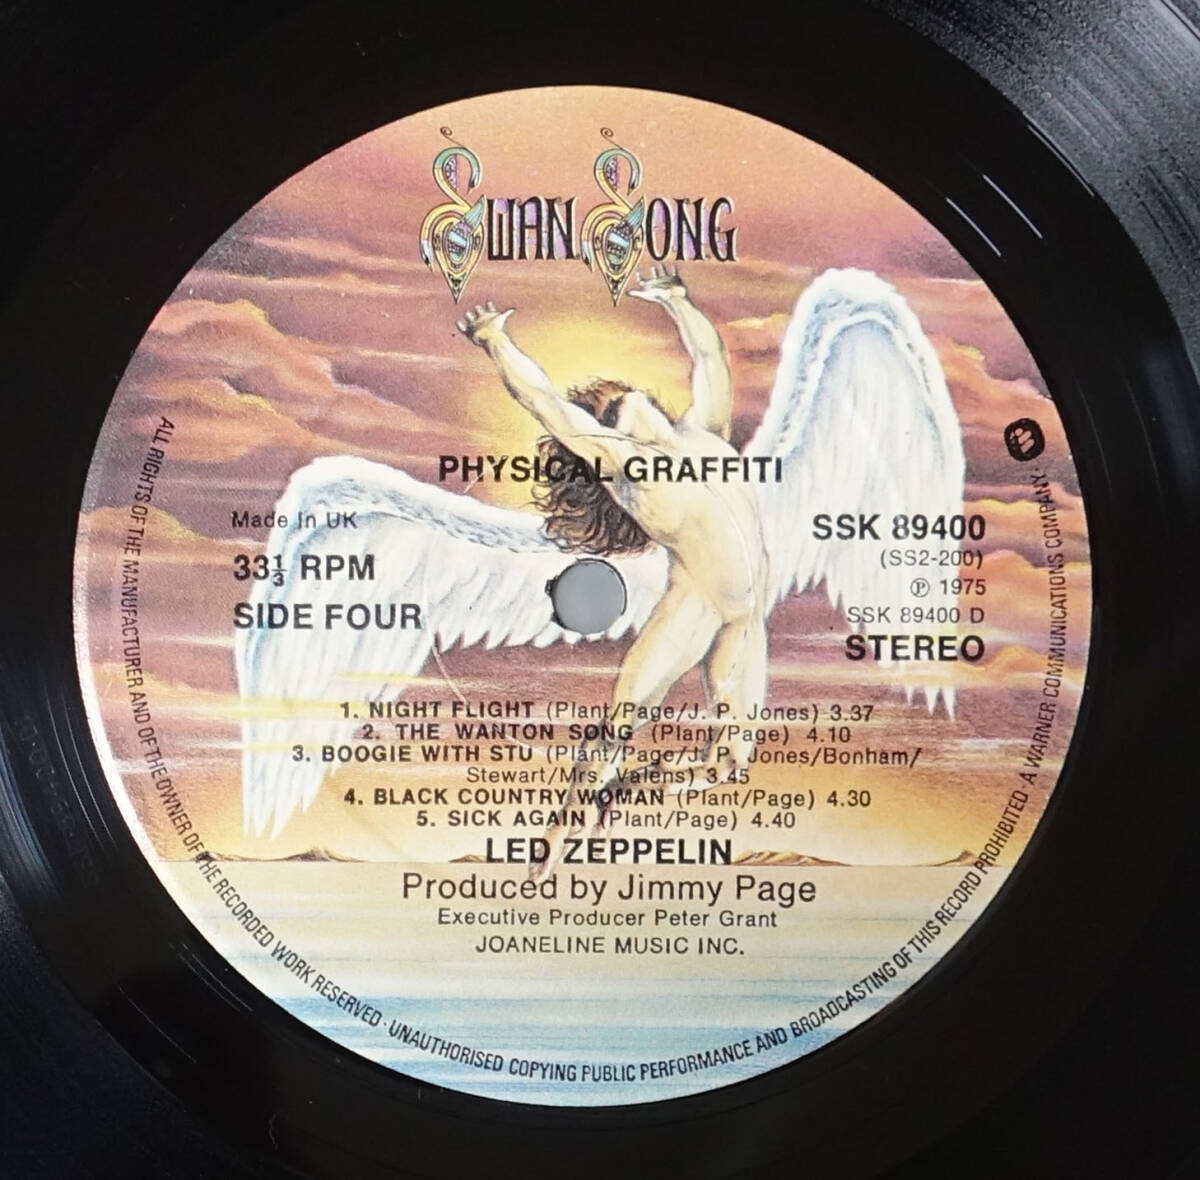 SWAN SONG
PHYSICAL GRAFFITI
Made in UK
33⅓ RPM
SIDE FOUR
SSK 89400
(SS2-200)
Ⓟ 1975
SSK 89400 D
STEREO
1. NIGHT FLIGHT (Plant/Page/J. P. Jones) 3.37
2. THE WANTON SONG (Plant/Page) 4.10
3. BOOGIE WITH STU (Plant/Page/J. P. Jones/Bonham/
Stewart/Mrs. Valens) 3.45
4. BLACK COUNTRY WOMAN (Plant/Page) 4.30
5. SICK AGAIN (Plant/Page) 4.40
LED ZEPPELIN
Produced by Jimmy Page
Executive Producer Peter Grant
JOANELINE MUSIC INC.
ALL RIGHTS OF THE MANUFACTURER AND OF THE OWNER OF THE RECORDED WORK RESERVED · UNAUTHORISED COPYING PUBLIC PERFORMANCE AND BROADCASTING OF THIS RECORD PROHIBITED · A WARNER COMMUNICATIONS COMPANY ·